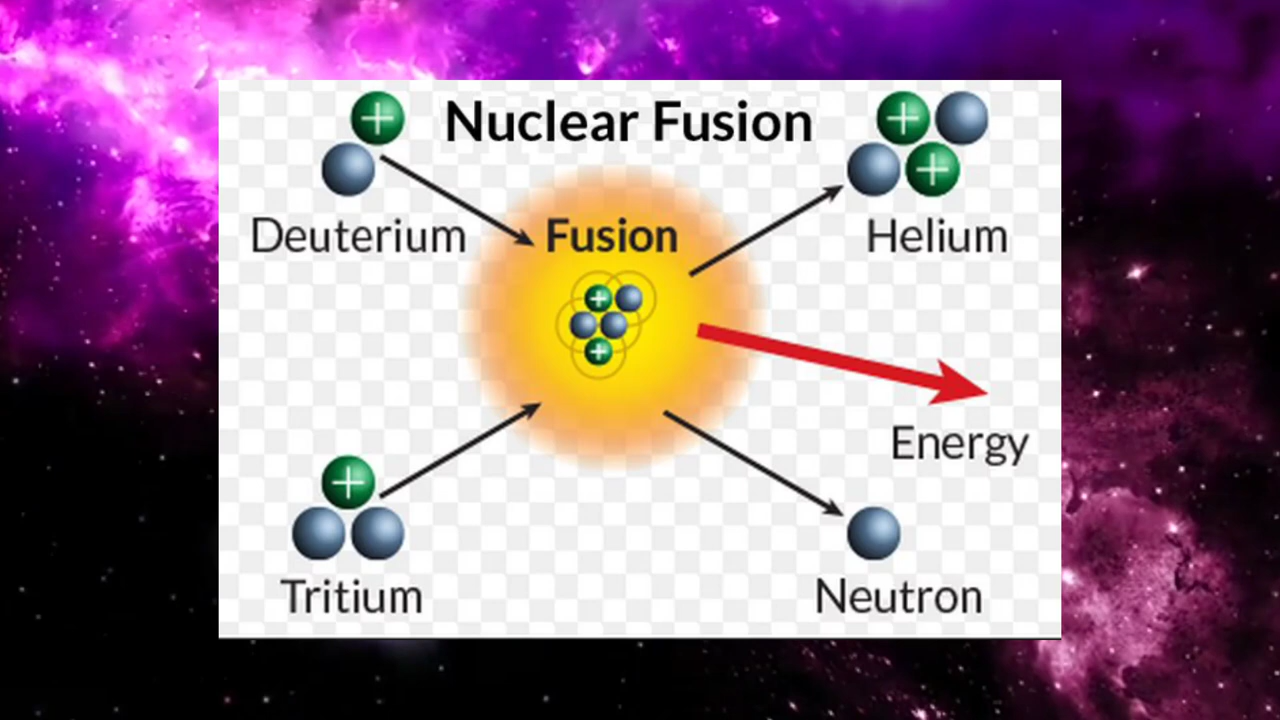 Nuclear Fusion
Deuterium
Fusion
Helium
Energy
Tritium
Neutron